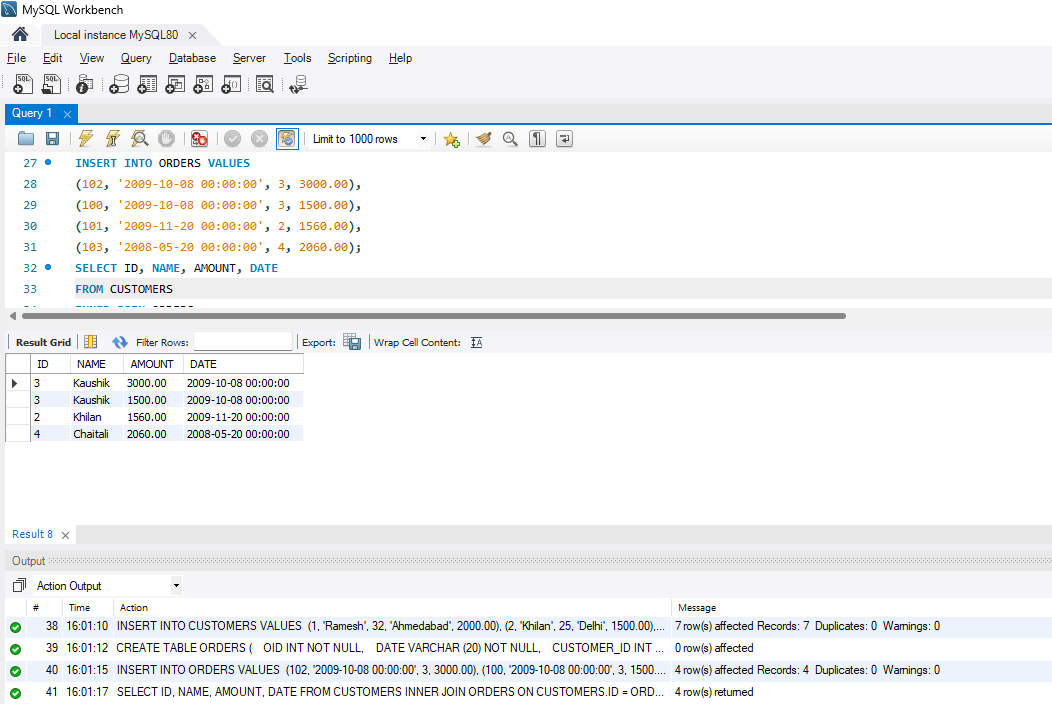 MySQL Workbench
Local instance MySQL80
File Edit View Query Database Server Tools Scripting Help
Query 1
Limit to 1000 rows
27 INSERT INTO ORDERS VALUES
28 (102, '2009-10-08 00:00:00', 3, 3000.00),
29 (100, '2009-10-08 00:00:00', 3, 1500.00),
30 (101, '2009-11-20 00:00:00', 2, 1560.00),
31 (103, '2008-05-20 00:00:00', 4, 2060.00);
32 SELECT ID, NAME, AMOUNT, DATE
33 FROM CUSTOMERS
Result Grid Filter Rows: Export: Wrap Cell Content:
ID NAME AMOUNT DATE
3 Kaushik 3000.00 2009-10-08 00:00:00
3 Kaushik 1500.00 2009-10-08 00:00:00
2 Khilan 1560.00 2009-11-20 00:00:00
4 Chaitali 2060.00 2008-05-20 00:00:00
Result 8
Output
Action Output
# Time Action Message
38 16:01:10 INSERT INTO CUSTOMERS VALUES (1, 'Ramesh', 32, 'Ahmedabad', 2000.00), (2, 'Khilan', 25, 'Delhi', 1500.00),... 7 row(s) affected Records: 7 Duplicates: 0 Warnings: 0
39 16:01:12 CREATE TABLE ORDERS ( OID INT NOT NULL, DATE VARCHAR (20) NOT NULL, CUSTOMER_ID INT ... 0 row(s) affected
40 16:01:15 INSERT INTO ORDERS VALUES (102, '2009-10-08 00:00:00', 3, 3000.00), (100, '2009-10-08 00:00:00', 3, 1500.... 4 row(s) affected Records: 4 Duplicates: 0 Warnings: 0
41 16:01:17 SELECT ID, NAME, AMOUNT, DATE FROM CUSTOMERS INNER JOIN ORDERS ON CUSTOMERS.ID = ORD... 4 row(s) returned